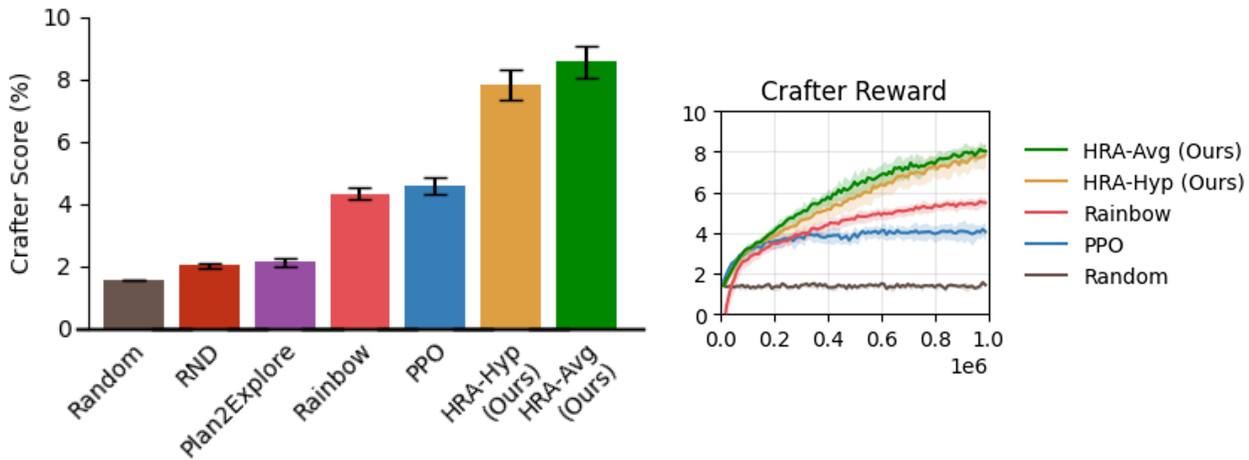 Crafter Score (%)
10
8
6
4
2
0
Random
RND
Plan2Explore
Rainbow
PPO
HRA-Hyp
(Ours)
HRA-Avg
(Ours)
Crafter Reward
10
8
6
4
2
0
0.0 0.2 0.4 0.6 0.8 1.0
1e6
HRA-Avg (Ours)
HRA-Hyp (Ours)
Rainbow
PPO
Random